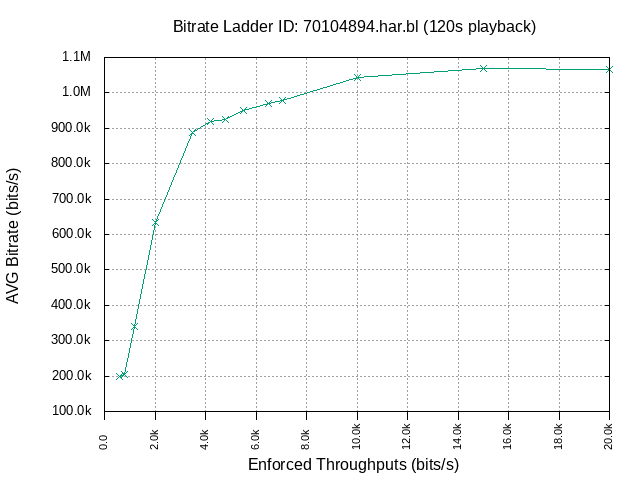 Bitrate Ladder ID: 70104894.har.bl (120s playback)
1.1M
1.0M
900.0k
800.0k
700.0k
600.0k
500.0k
400.0k
300.0k
200.0k
100.0k
AVG Bitrate (bits/s)
0.0
2.0k
4.0k
6.0k
8.0k
10.0k
12.0k
14.0k
16.0k
18.0k
20.0k
Enforced Throughputs (bits/s)